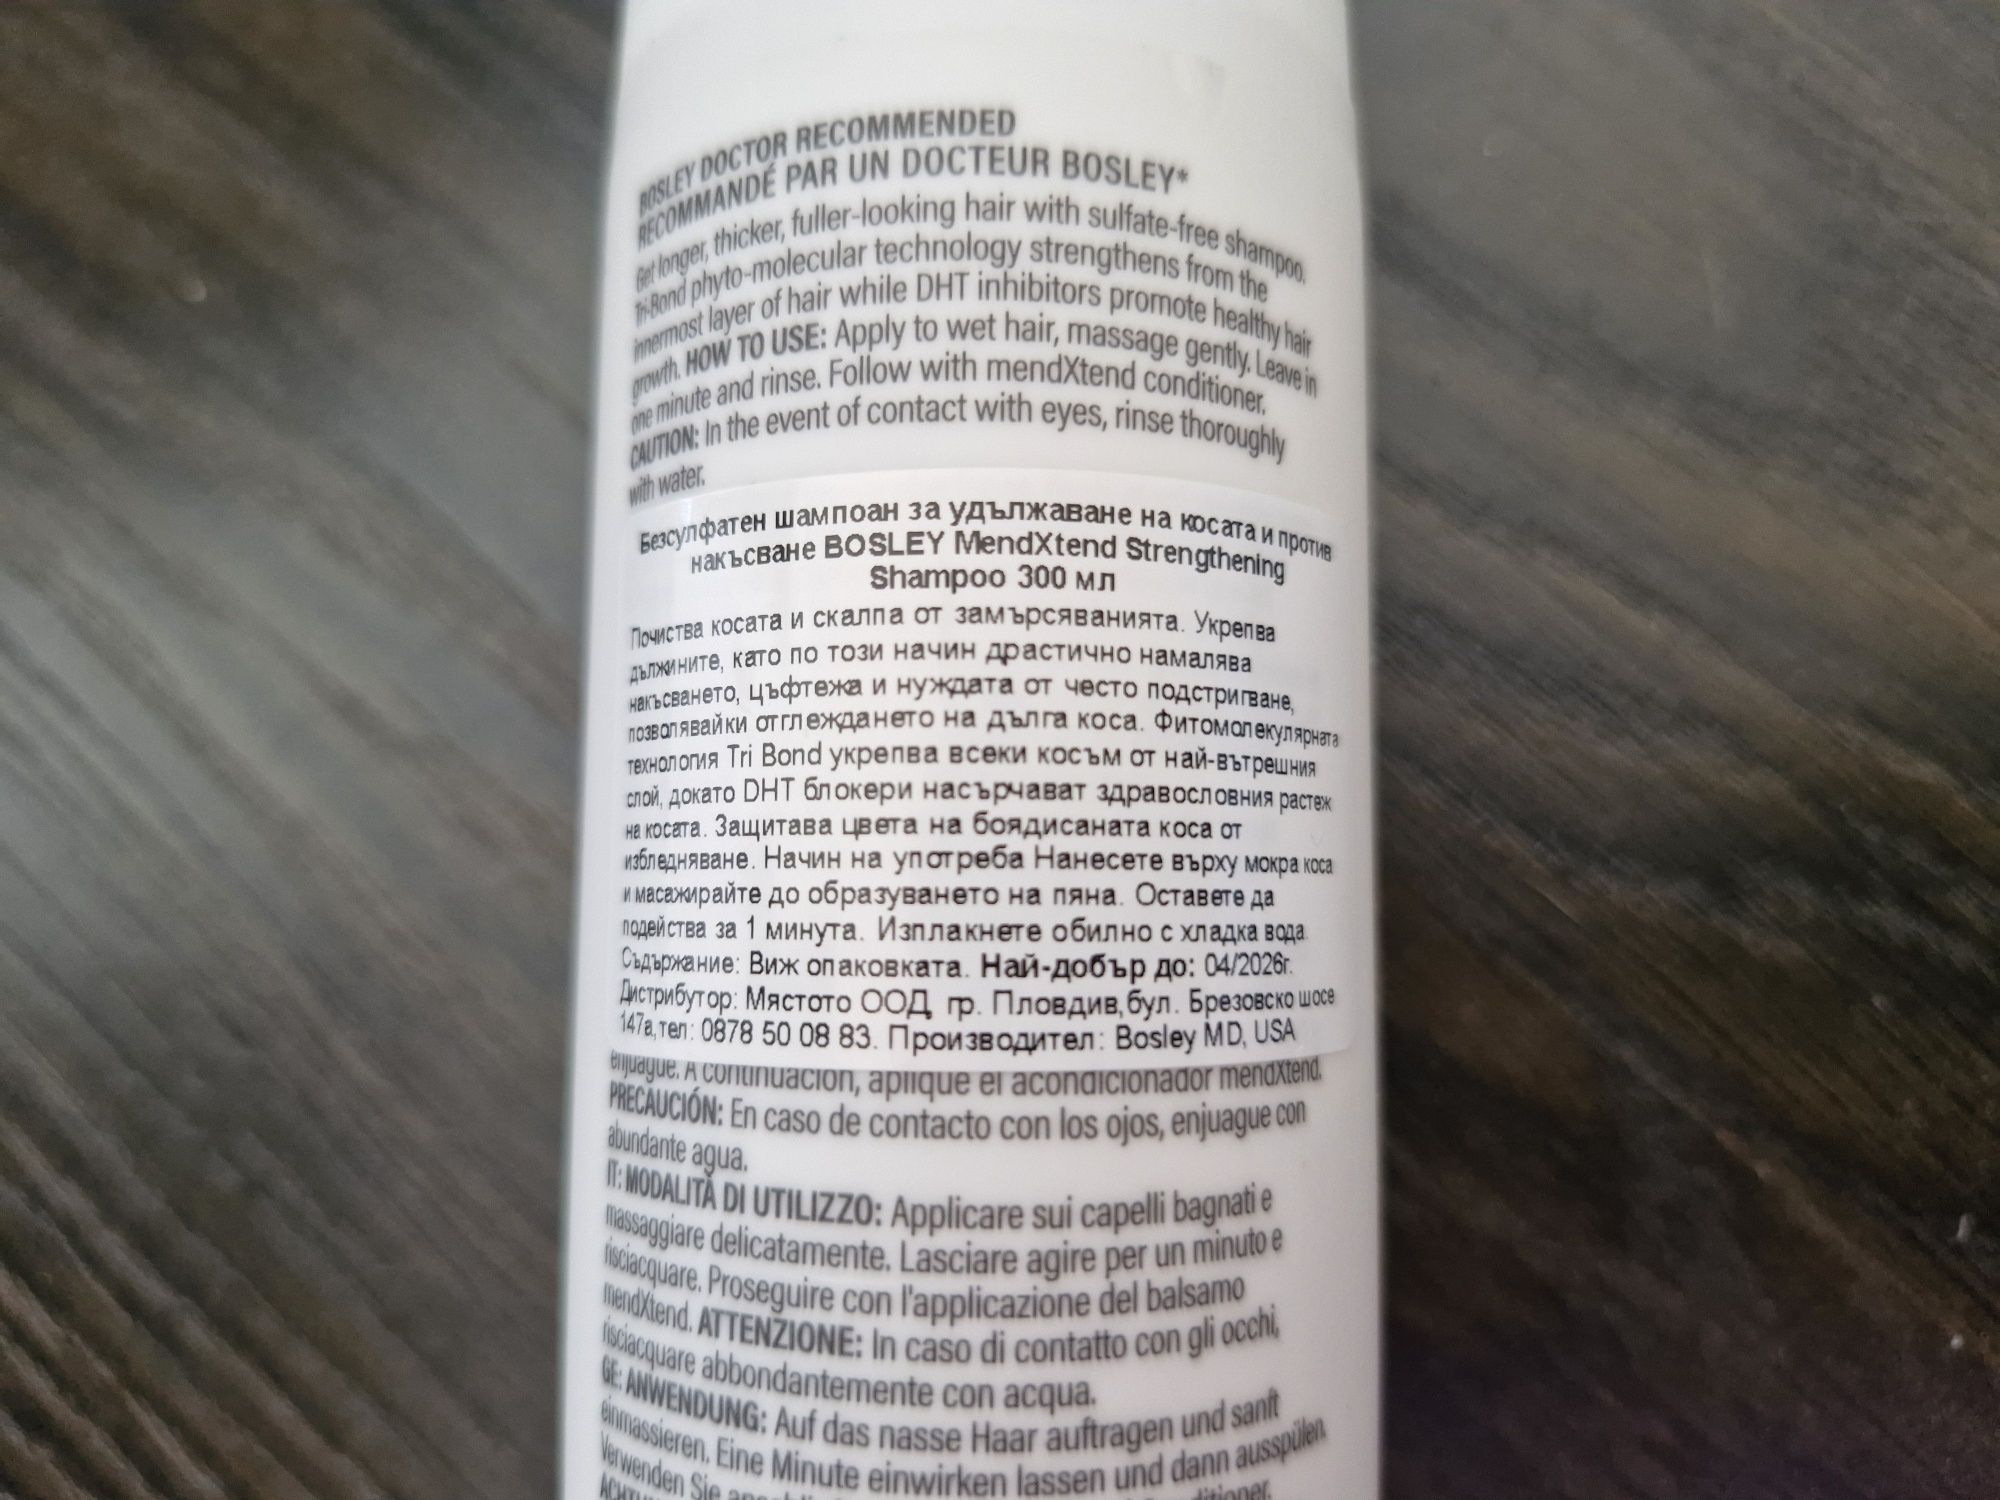 BOSLEY DOCTOR RECOMMENDED
RECOMMANDÉ PAR UN DOCTEUR BOSLEY*
Get longer, thicker, fuller-looking hair with sulfate-free shampoo.
Tri-Bond phyto-molecular technology strengthens from the
innermost layer of hair while DHT inhibitors promote healthy hair
growth. HOW TO USE: Apply to wet hair, massage gently. Leave in
one minute and rinse. Follow with mendXtend conditioner.
CAUTION: In the event of contact with eyes, rinse thoroughly
with water.
Безсулфатен шампоан за удължаване на косата и против
накъсване BOSLEY MendXtend Strengthening
Shampoo 300 мл
Почиства косата и скалпа от замърсяванията. Укрепва
дължините, като по този начин драстично намалява
накъсването, цъфтежа и нуждата от често подстригване,
позволявайки отглеждането на дълга коса. Фитомолекулярната
технология Tri Bond укрепва всеки косъм от най-вътрешния
слой, докато DHT блокери насърчават здравословния растеж
на косата. Защитава цвета на боядисаната коса от
избледняване. Начин на употреба Нанесете върху мокра коса
и масажирайте до образуването на пяна. Оставете да
подейства за 1 минута. Изплакнете обилно с хладка вода.
Съдържание: Виж опаковката. Най-добър до: 04/2026г.
Дистрибутор: Мястото ООД, гр. Пловдив, бул. Брезовско шосе
147а, тел: 0878 50 08 83. Производител: Bosley MD, USA
enjuague. A continuación, aplique el acondicionador mendXtend.
PRECAUCIÓN: En caso de contacto con los ojos, enjuague con
abundante agua.
IT: MODALITÀ DI UTILIZZO: Applicare sui capelli bagnati e
massaggiare delicatamente. Lasciare agire per un minuto e
risciacquare. Proseguire con l'applicazione del balsamo
mendXtend. ATTENZIONE: In caso di contatto con gli occhi,
risciacquare abbondantemente con acqua.
GE: ANWENDUNG: Auf das nasse Haar auftragen und sanft
einmassieren. Eine Minute einwirken lassen und dann ausspülen.
Verwenden Sie